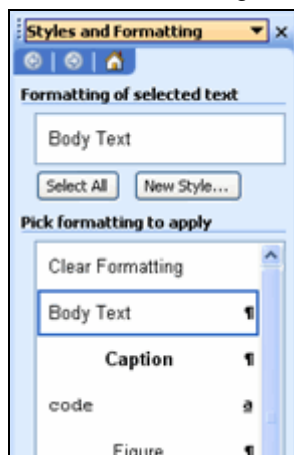 Styles and Formatting
Formatting of selected text
Body Text
Select All New Style...
Pick formatting to apply
Clear Formatting
Body Text ¶
Caption ¶
code a
Figure ¶